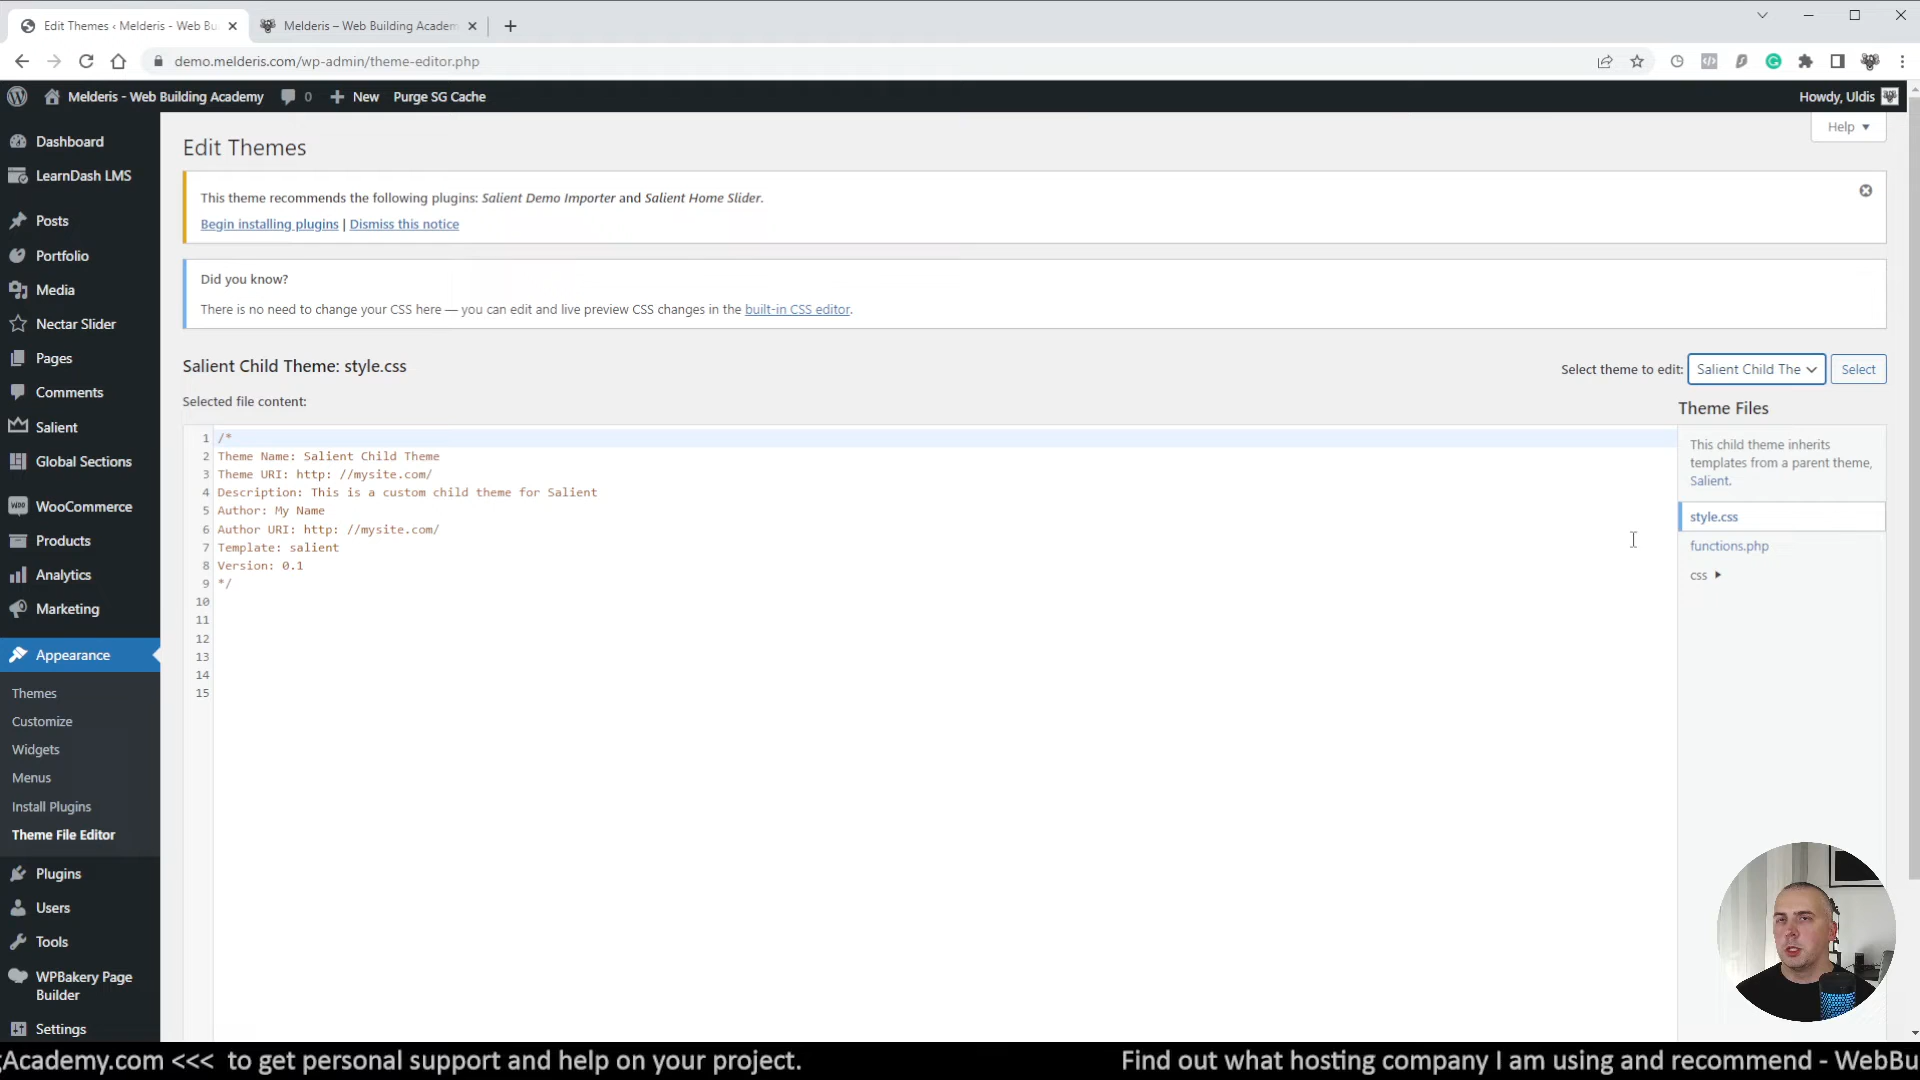 Edit Themes ‹ Melderis - Web Bu
Melderis – Web Building Academ
demo.melderis.com/wp-admin/theme-editor.php
Melderis - Web Building Academy
0
New
Purge SG Cache
Howdy, Uldis
Help
Dashboard
LearnDash LMS
Posts
Portfolio
Media
Nectar Slider
Pages
Comments
Salient
Global Sections
WooCommerce
Products
Analytics
Marketing
Appearance
Themes
Customize
Widgets
Menus
Install Plugins
Theme File Editor
Plugins
Users
Tools
WPBakery Page
Builder
Settings
Edit Themes
This theme recommends the following plugins: Salient Demo Importer and Salient Home Slider.
Begin installing plugins | Dismiss this notice
Did you know?
There is no need to change your CSS here — you can edit and live preview CSS changes in the built-in CSS editor.
Salient Child Theme: style.css
Select theme to edit: Salient Child The Select
Selected file content:
1 /*
2 Theme Name: Salient Child Theme
3 Theme URI: http: //mysite.com/
4 Description: This is a custom child theme for Salient
5 Author: My Name
6 Author URI: http: //mysite.com/
7 Template: salient
8 Version: 0.1
9 */
10
11
12
13
14
15
Theme Files
This child theme inherits
templates from a parent theme,
Salient.
style.css
functions.php
css
gAcademy.com <<< to get personal support and help on your project. Find out what hosting company I am using and recommend - WebBu